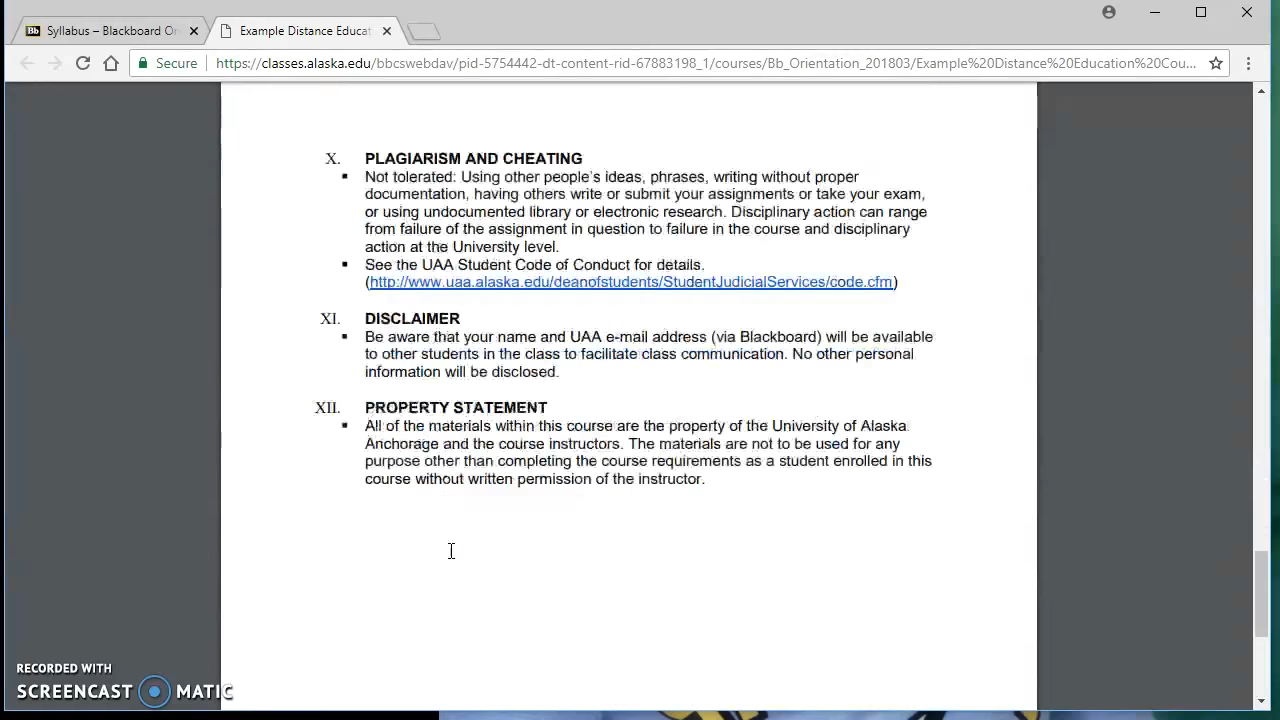 Syllabus – Blackboard Or
Example Distance Educat
Secure
https://classes.alaska.edu/bbcswebdav/pid-5754442-dt-content-rid-67883198_1/courses/Bb_Orientation_201803/Example%20Distance%20Education%20Cou...
X. PLAGIARISM AND CHEATING
▪ Not tolerated: Using other people's ideas, phrases, writing without proper
documentation, having others write or submit your assignments or take your exam,
or using undocumented library or electronic research. Disciplinary action can range
from failure of the assignment in question to failure in the course and disciplinary
action at the University level.
▪ See the UAA Student Code of Conduct for details.
(http://www.uaa.alaska.edu/deanofstudents/StudentJudicialServices/code.cfm)
XI. DISCLAIMER
▪ Be aware that your name and UAA e-mail address (via Blackboard) will be available
to other students in the class to facilitate class communication. No other personal
information will be disclosed.
XII. PROPERTY STATEMENT
▪ All of the materials within this course are the property of the University of Alaska
Anchorage and the course instructors. The materials are not to be used for any
purpose other than completing the course requirements as a student enrolled in this
course without written permission of the instructor.
RECORDED WITH
SCREENCAST MATIC